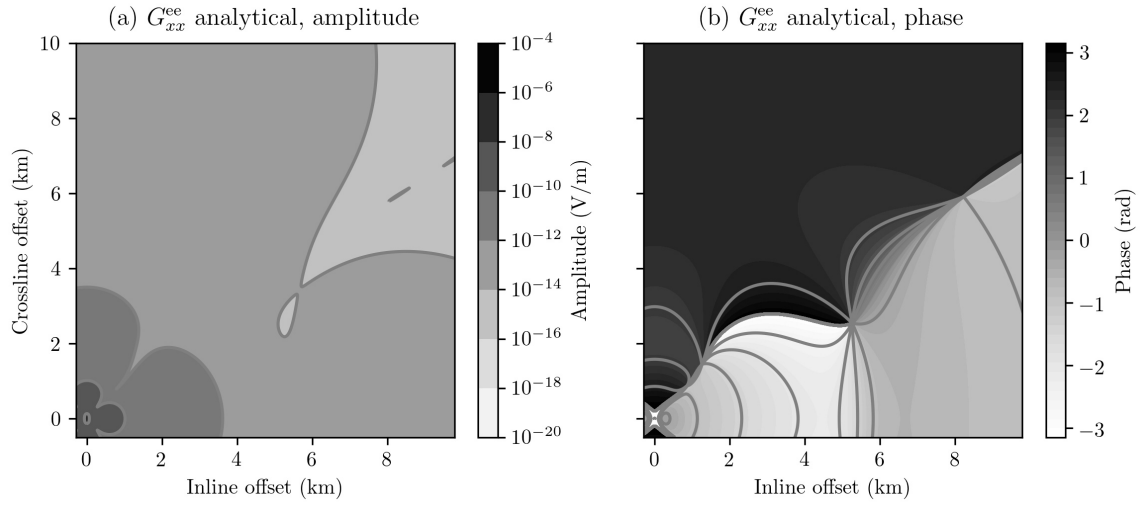 (a) G_{xx}^{ee} analytical, amplitude
(b) G_{xx}^{ee} analytical, phase
10
8
6
4
2
0
Crossline offset (km)
0 2 4 6 8
Inline offset (km)
10^{−4}
10^{−6}
10^{−8}
10^{−10}
10^{−12}
10^{−14}
10^{−16}
10^{−18}
10^{−20}
Amplitude (V/m)
0 2 4 6 8
Inline offset (km)
3
2
1
0
−1
−2
−3
Phase (rad)